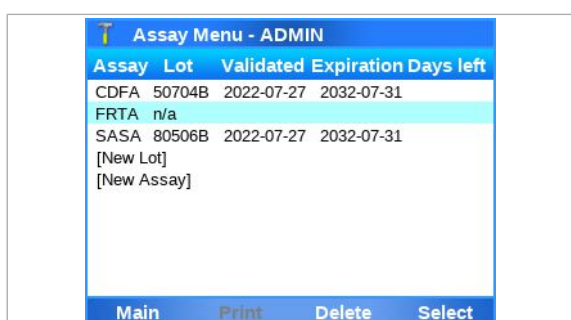 Assay Menu - ADMIN
Assay Lot Validated Expiration Days left
CDFA 50704B 2022-07-27 2032-07-31
FRTA n/a
SASA 80506B 2022-07-27 2032-07-31
[New Lot]
[New Assay]
Main Print Delete Select